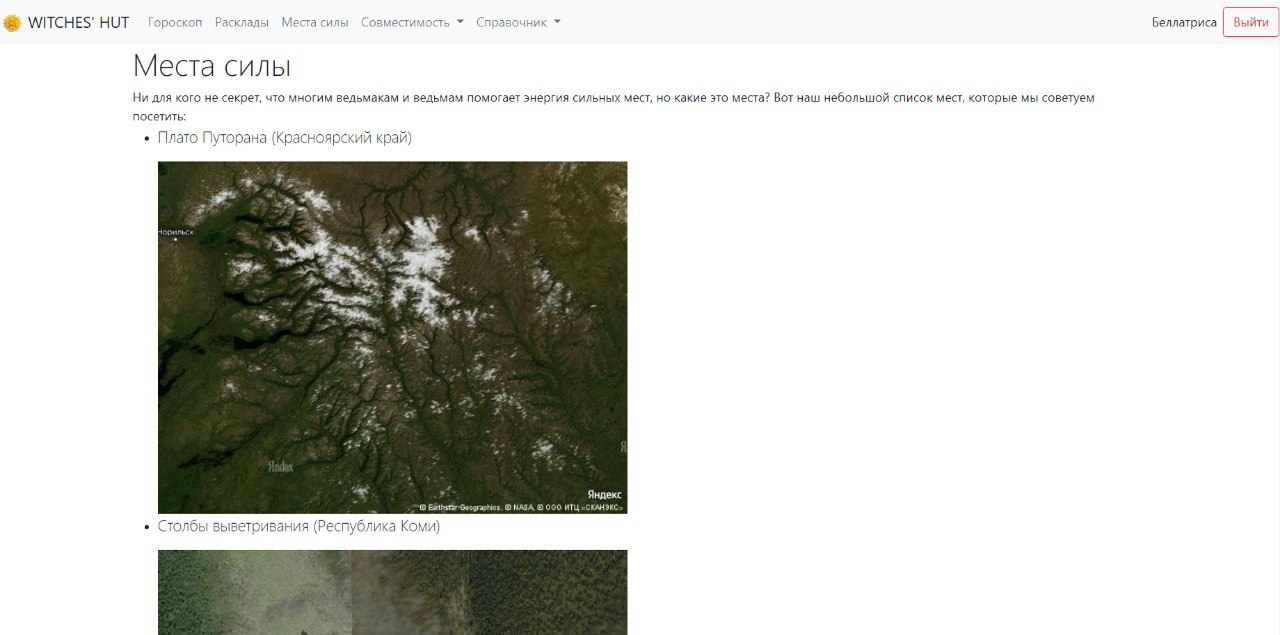 WITCHES' HUT Гороскоп Расклады Места силы Совместимость Справочник Беллатриса Выйти
Места силы
Ни для кого не секрет, что многим ведьмакам и ведьмам помогает энергия сильных мест, но какие это места? Вот наш небольшой список мест, которые мы советуем
посетить:
Плато Путорана (Красноярский край)
Норильск
Яndex
Яндекс
© Earthstar Geographics, © NASA, © ООО ИТЦ «СКАНЭКС»
Столбы выветривания (Республика Коми)